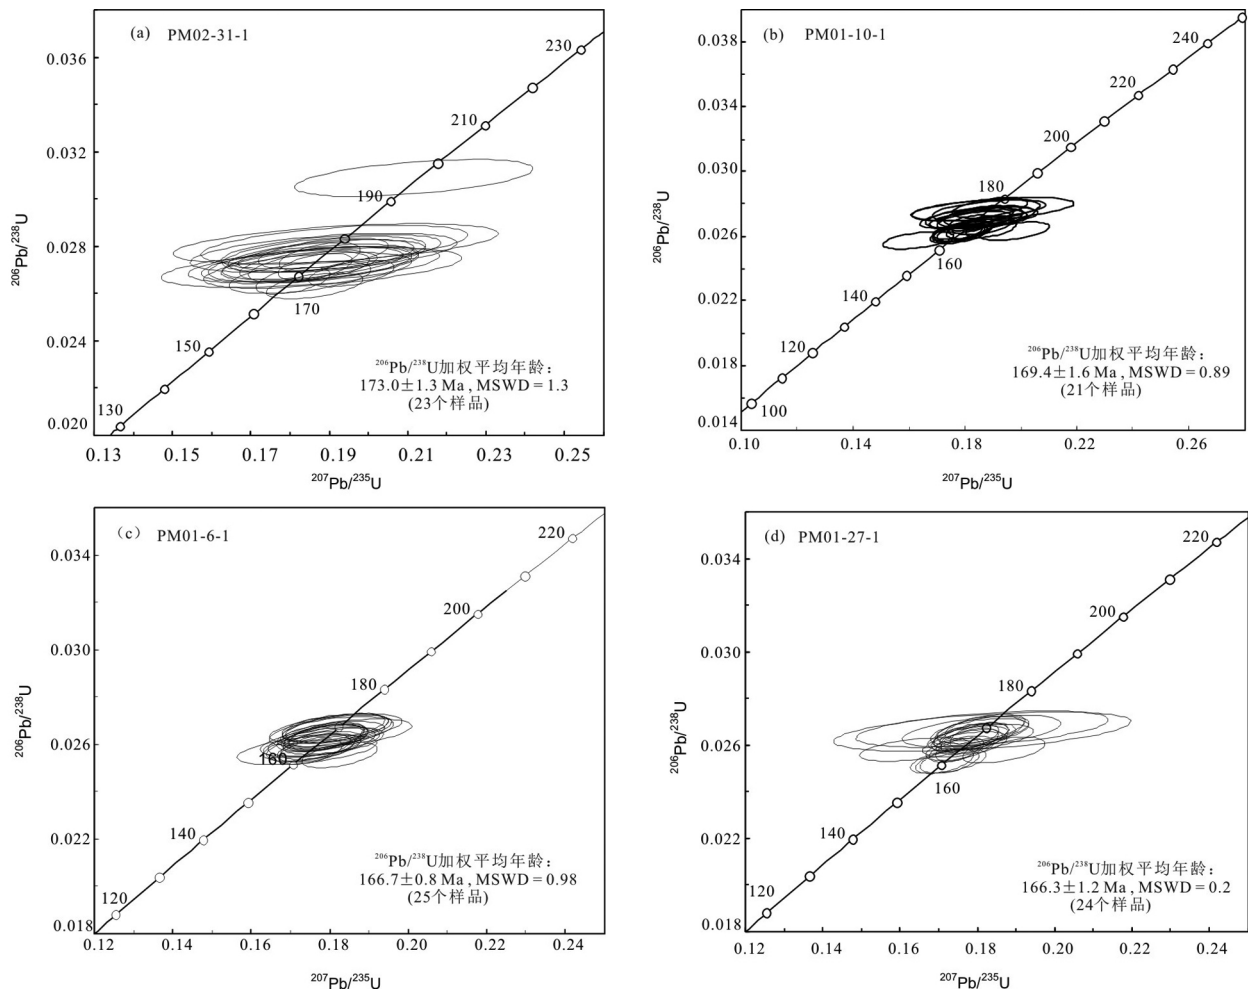 (a) PM02-31-1
0.036
0.032
0.028
0.024
0.020
²⁰⁶Pb/²³⁸U
230
210
190
170
150
130
²⁰⁶Pb/²³⁸U加权平均年龄：
173.0±1.3 Ma, MSWD = 1.3
(23个样品)
0.13 0.15 0.17 0.19 0.21 0.23 0.25
²⁰⁷Pb/²³⁵U
(b) PM01-10-1
0.038
0.034
0.030
0.026
0.022
0.018
0.014
²⁰⁶Pb/²³⁸U
240
220
200
180
160
140
120
100
²⁰⁶Pb/²³⁸U加权平均年龄：
169.4±1.6 Ma, MSWD = 0.89
(21个样品)
0.10 0.14 0.18 0.22 0.26
²⁰⁷Pb/²³⁵U
（c） PM01-6-1
0.034
0.030
0.026
0.022
0.018
²⁰⁶Pb/²³⁸U
220
200
180
160
140
120
²⁰⁶Pb/²³⁸U加权平均年龄：
166.7±0.8 Ma, MSWD = 0.98
(25个样品)
0.12 0.14 0.16 0.18 0.20 0.22 0.24
²⁰⁷Pb/²³⁵U
(d) PM01-27-1
0.034
0.030
0.026
0.022
0.018
²⁰⁶Pb/²³⁸U
220
200
180
160
140
120
²⁰⁶Pb/²³⁸U加权平均年龄：
166.3±1.2 Ma, MSWD = 0.2
(24个样品)
0.12 0.14 0.16 0.18 0.20 0.22 0.24
²⁰⁷Pb/²³⁵U